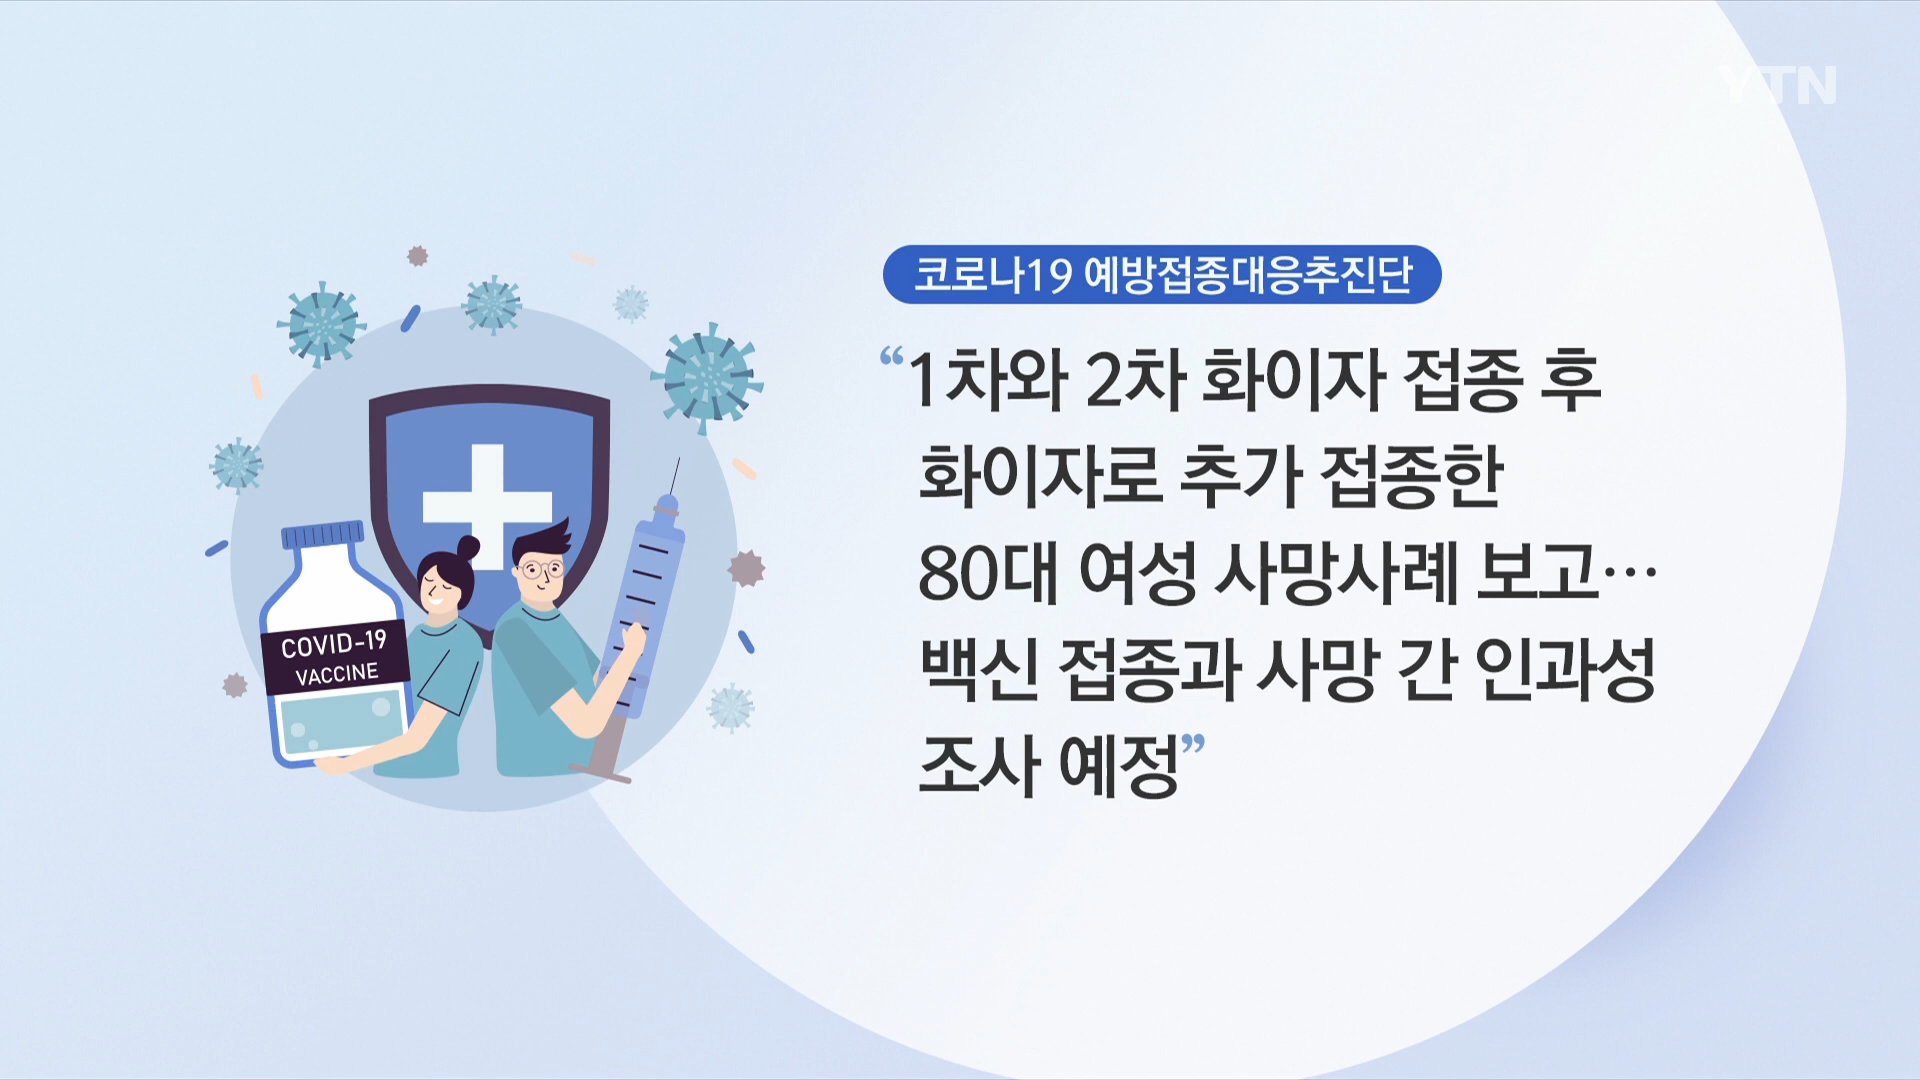 YTN
코로나19 예방접종대응추진단
“1차와 2차 화이자 접종 후
화이자로 추가 접종한
80대 여성 사망사례 보고…
백신 접종과 사망 간 인과성
조사 예정”
COVID-19
VACCINE